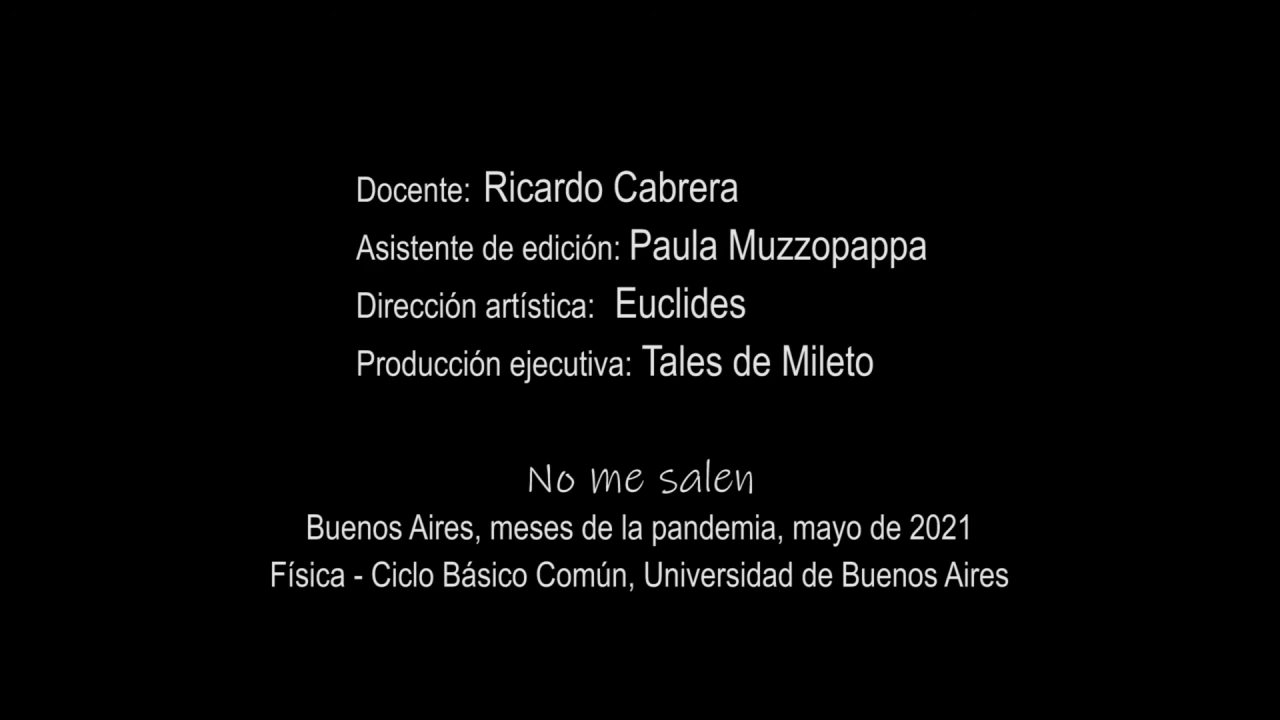 Docente: Ricardo Cabrera
Asistente de edición: Paula Muzzopappa
Dirección artística: Euclides
Producción ejecutiva: Tales de Mileto
No me salen
Buenos Aires, meses de la pandemia, mayo de 2021
Física - Ciclo Básico Común, Universidad de Buenos Aires